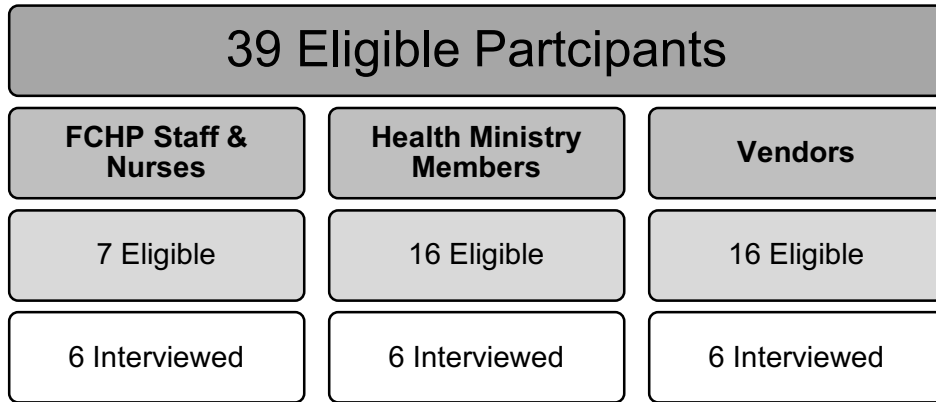 39 Eligible Partcipants
FCHP Staff &
Nurses
Health Ministry
Members
Vendors
7 Eligible
16 Eligible
16 Eligible
6 Interviewed
6 Interviewed
6 Interviewed